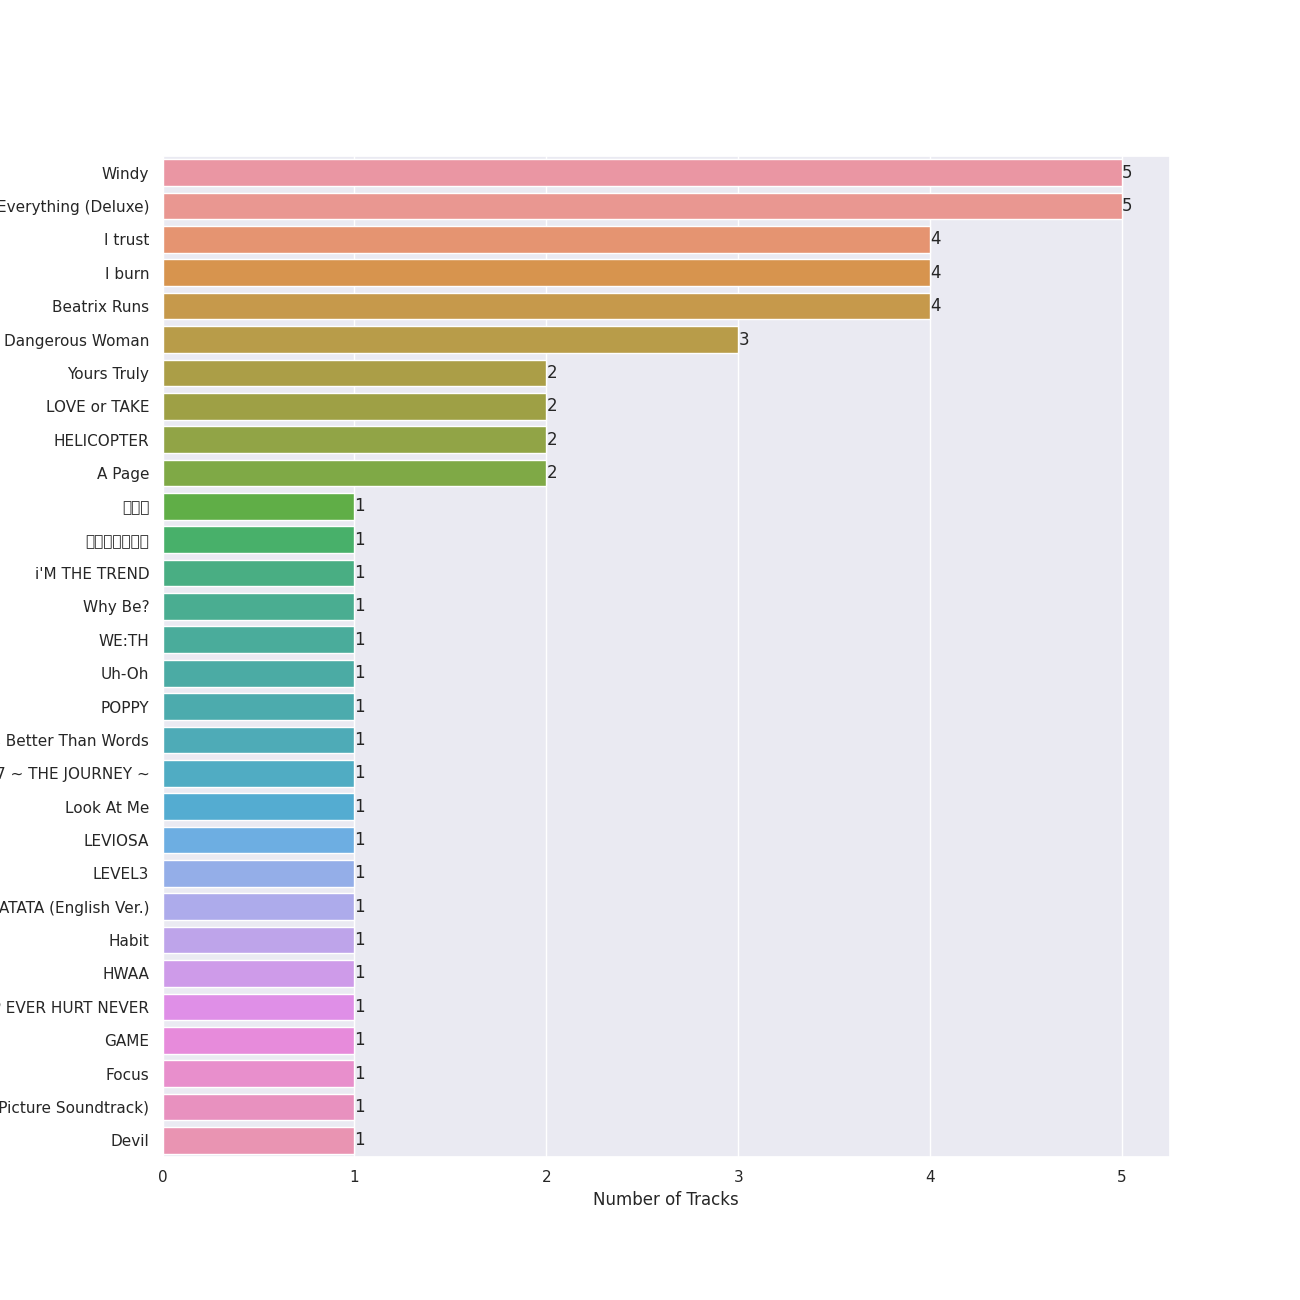 Windy 5
Everything (Deluxe) 5
I trust 4
I burn 4
Beatrix Runs 4
Dangerous Woman 3
Yours Truly 2
LOVE or TAKE 2
HELICOPTER 2
A Page 2
1
1
i'M THE TREND 1
Why Be? 1
WE:TH 1
Uh-Oh 1
POPPY 1
Better Than Words 1
7 ~ THE JOURNEY ~ 1
Look At Me 1
LEVIOSA 1
LEVEL3 1
ATATA (English Ver.) 1
Habit 1
HWAA 1
EVER HURT NEVER 1
GAME 1
Focus 1
Picture Soundtrack) 1
Devil 1
0 1 2 3 4 5
Number of Tracks